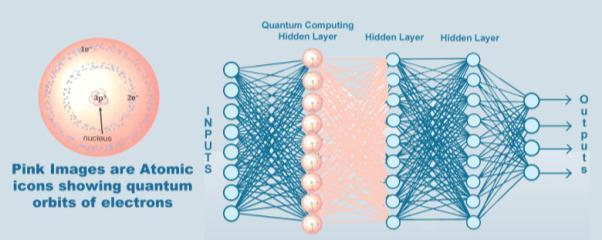 1e⁻
3p⁺
2e⁻
nucleus
Pink Images are Atomic
icons showing quantum
orbits of electrons
Quantum Computing
Hidden Layer
Hidden Layer
Hidden Layer
INPUTS
Outputs